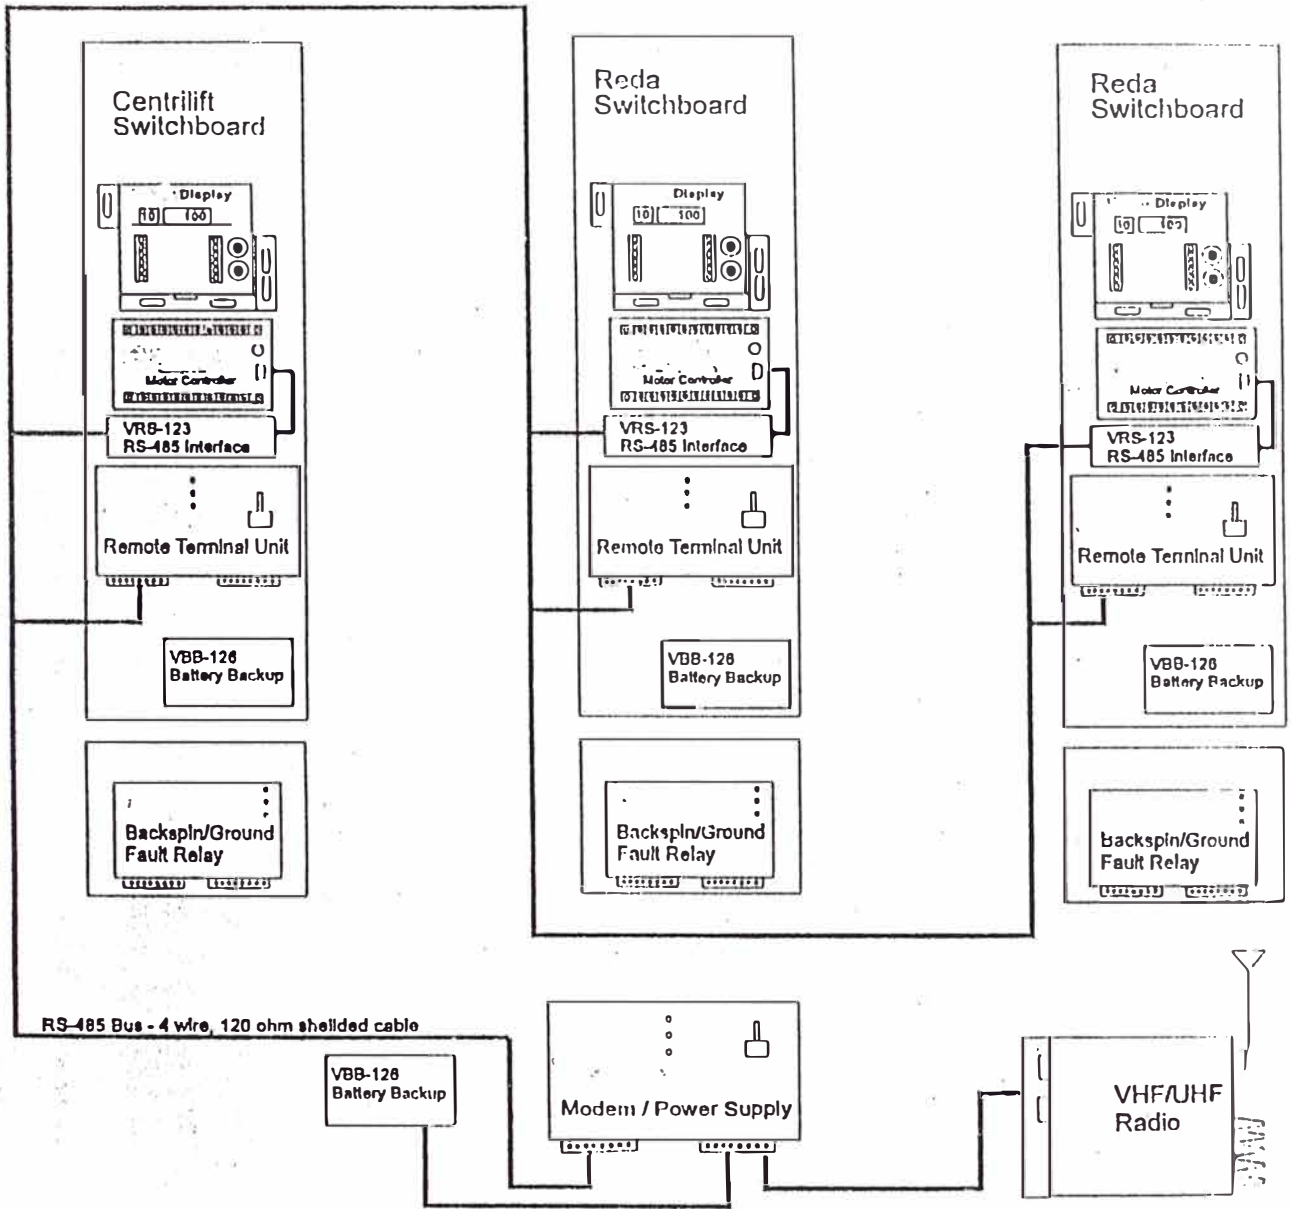 Centrilift
Switchboard
Display
10 100
Motor Controller
VRS-123
RS-485 Interface
Remote Terminal Unit
VBB-126
Battery Backup
Backspin/Ground
Fault Relay
Reda
Switchboard
Display
10 100
Motor Controller
VRS-123
RS-485 Interface
Remote Terminal Unit
VBB-126
Battery Backup
Backspin/Ground
Fault Relay
Reda
Switchboard
Display
10 100
Motor Controller
VRS-123
RS-485 Interface
Remote Terminal Unit
VBB-126
Battery Backup
Backspin/Ground
Fault Relay
RS-485 Bus - 4 wire, 120 ohm sheilded cable
VBB-126
Battery Backup
Modem / Power Supply
VHF/UHF
Radio